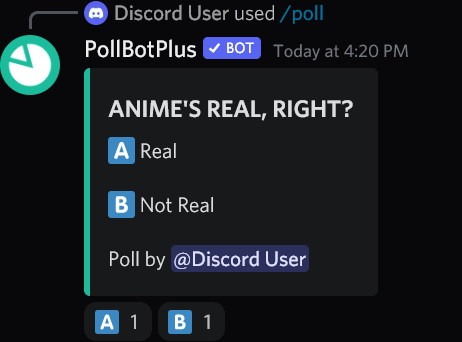 Discord User used /poll
PollBotPlus ✓ BOT Today at 4:20 PM
ANIME'S REAL, RIGHT?
A Real
B Not Real
Poll by @Discord User
A 1 B 1